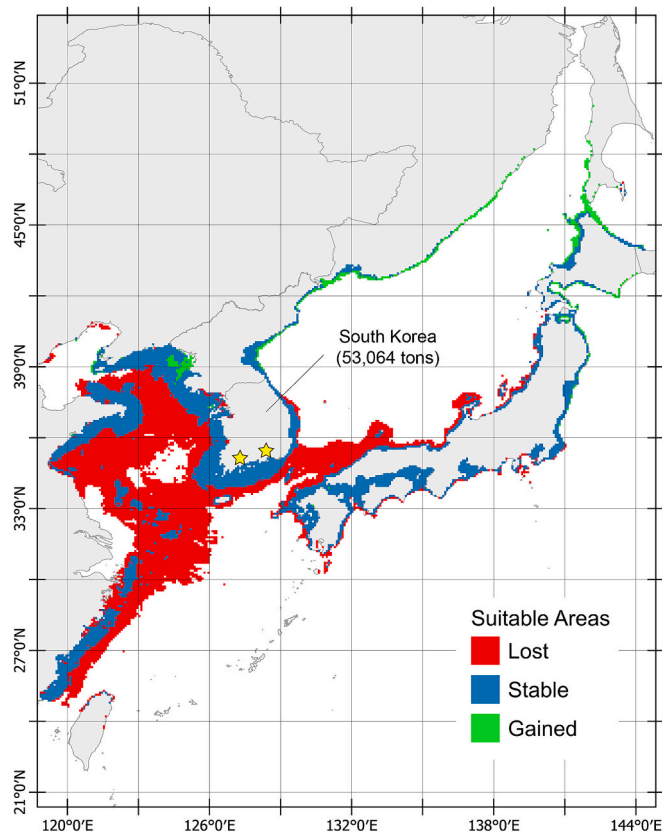 51°0'N
45°0'N
39°0'N
33°0'N
27°0'N
21°0'N
South Korea
(53,064 tons)
Suitable Areas
Lost
Stable
Gained
120°0'E
126°0'E
132°0'E
138°0'E
144°0'E